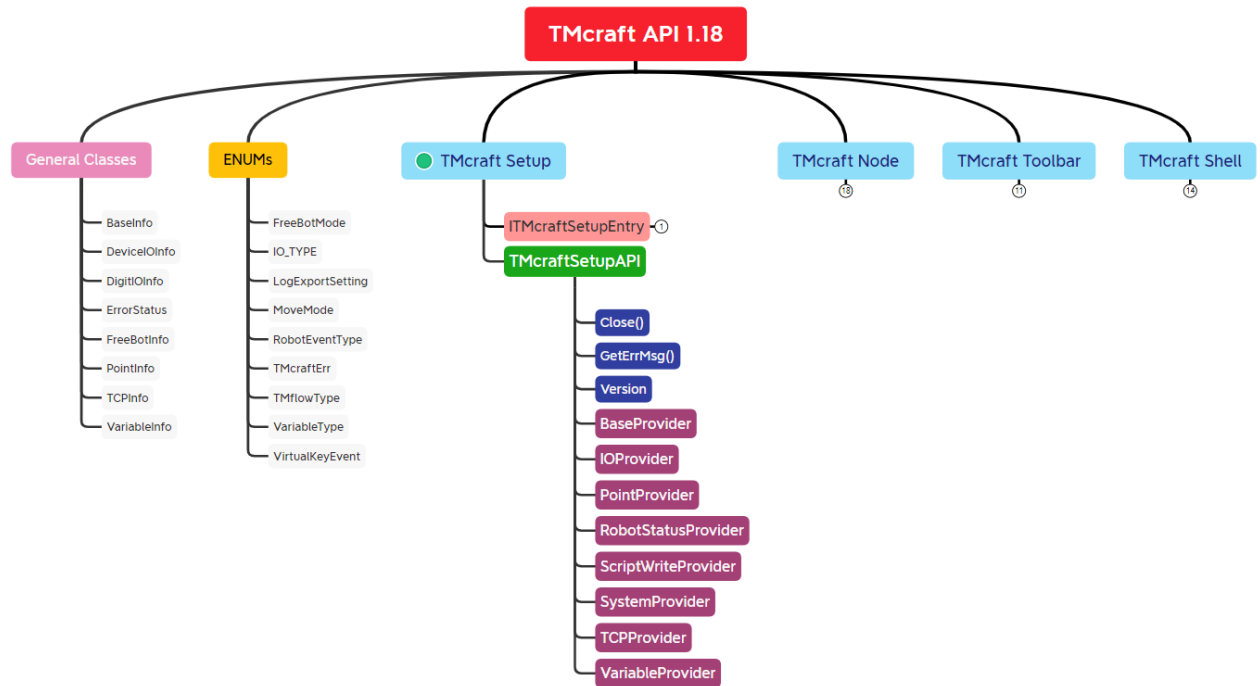 TMcraft API 1.18
General Classes
BaseInfo
DeviceIOInfo
DigitIOInfo
ErrorStatus
FreeBotInfo
PointInfo
TCPInfo
VariableInfo
ENUMs
FreeBotMode
IO_TYPE
LogExportSetting
MoveMode
RobotEventType
TMcraftErr
TMflowType
VariableType
VirtualKeyEvent
TMcraft Setup
ITMcraftSetupEntry
1
TMcraftSetupAPI
Close()
GetErrMsg()
Version
BaseProvider
IOProvider
PointProvider
RobotStatusProvider
ScriptWriteProvider
SystemProvider
TCPProvider
VariableProvider
TMcraft Node
18
TMcraft Toolbar
11
TMcraft Shell
14